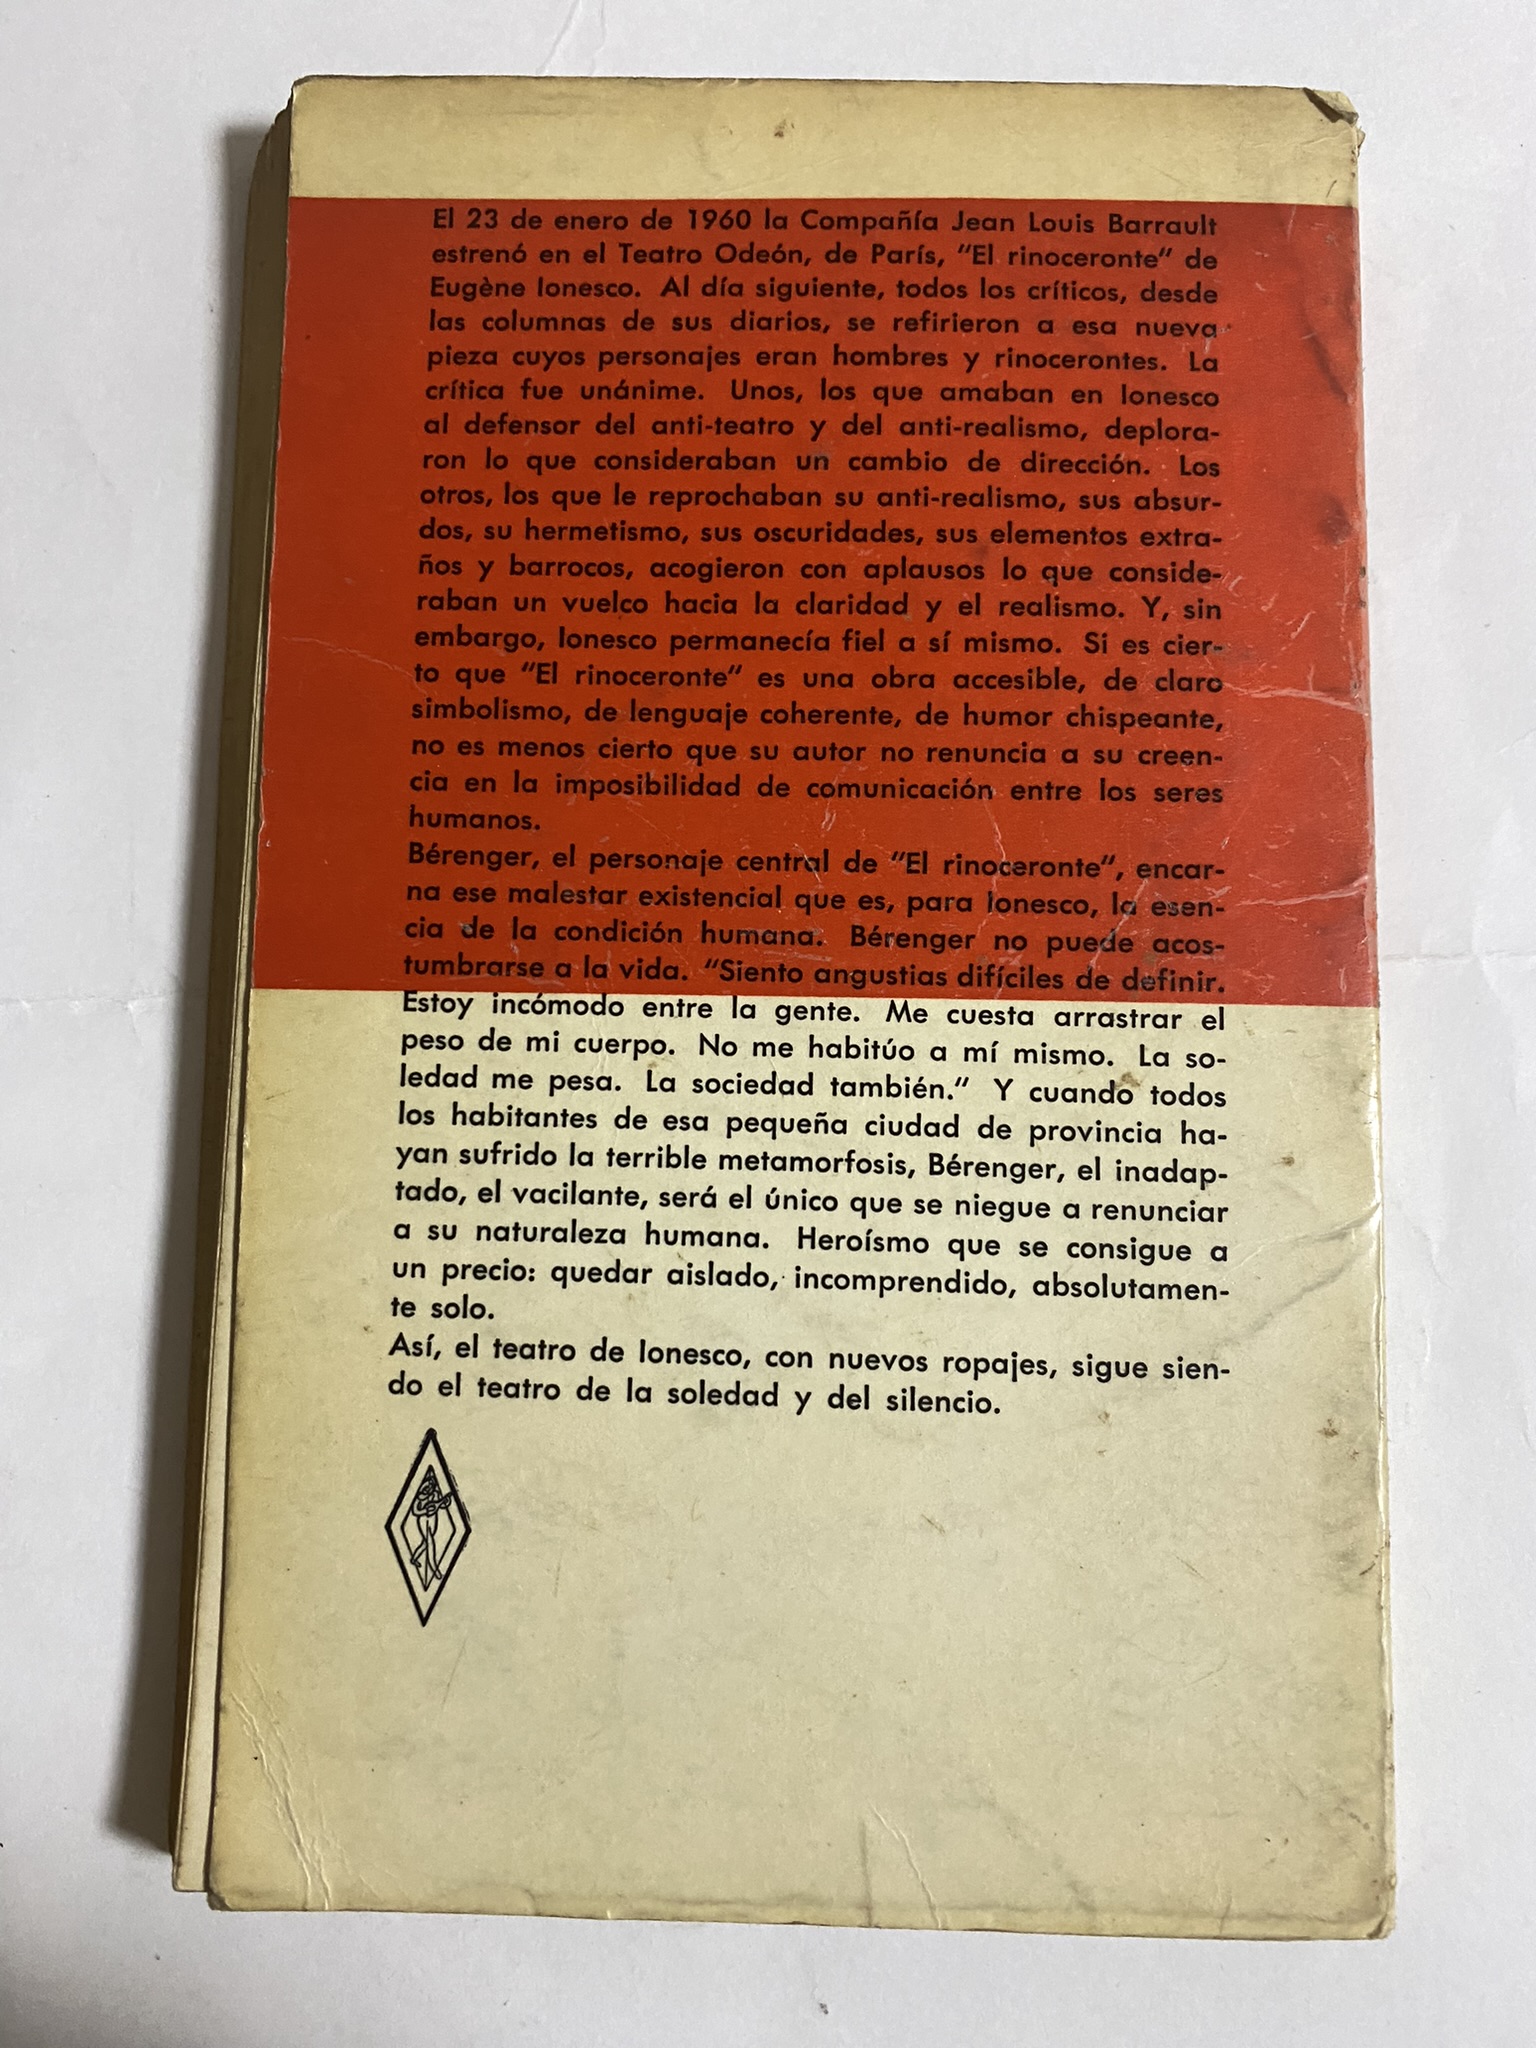 El 23 de enero de 1960 la Compañía Jean Louis Barrault
estrenó en el Teatro Odeón, de París, "El rinoceronte" de
Eugène Ionesco. Al día siguiente, todos los críticos, desde
las columnas de sus diarios, se refirieron a esa nueva
pieza cuyos personajes eran hombres y rinocerontes. La
crítica fue unánime. Unos, los que amaban en Ionesco
al defensor del anti-teatro y del anti-realismo, deplora-
ron lo que consideraban un cambio de dirección. Los
otros, los que le reprochaban su anti-realismo, sus absur-
dos, su hermetismo, sus oscuridades, sus elementos extra-
ños y barrocos, acogieron con aplausos lo que conside-
raban un vuelco hacia la claridad y el realismo. Y, sin
embargo, Ionesco permanecía fiel a sí mismo. Si es cier-
to que "El rinoceronte" es una obra accesible, de claro
simbolismo, de lenguaje coherente, de humor chispeante,
no es menos cierto que su autor no renuncia a su creen-
cia en la imposibilidad de comunicación entre los seres
humanos.
Bérenger, el personaje central de "El rinoceronte", encar-
na ese malestar existencial que es, para Ionesco, la esen-
cia de la condición humana. Bérenger no puede acos-
tumbrarse a la vida. "Siento angustias difíciles de definir.
Estoy incómodo entre la gente. Me cuesta arrastrar el
peso de mi cuerpo. No me habitúo a mí mismo. La so-
ledad me pesa. La sociedad también." Y cuando todos
los habitantes de esa pequeña ciudad de provincia ha-
yan sufrido la terrible metamorfosis, Bérenger, el inadap-
tado, el vacilante, será el único que se niegue a renunciar
a su naturaleza humana. Heroísmo que se consigue a
un precio: quedar aislado, incomprendido, absolutamen-
te solo.
Así, el teatro de Ionesco, con nuevos ropajes, sigue sien-
do el teatro de la soledad y del silencio.